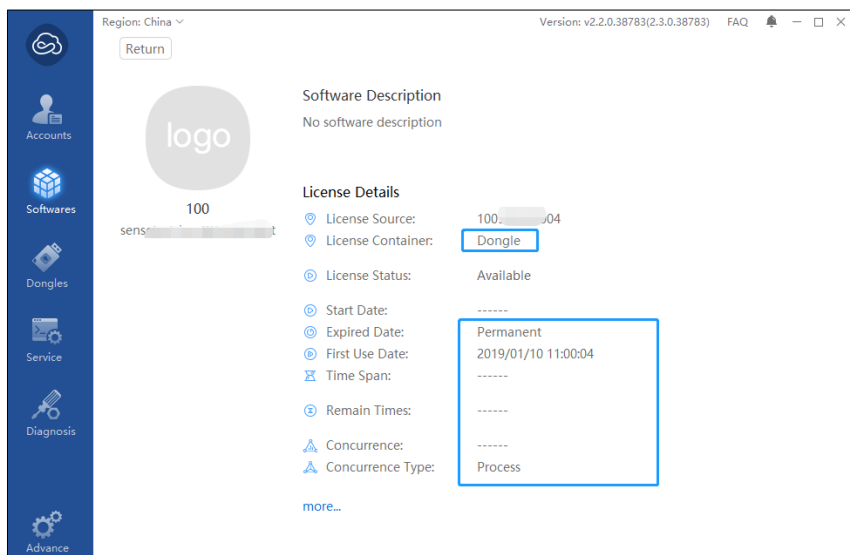 Region: China
Version: v2.2.0.38783(2.3.0.38783) FAQ
Return
logo
100
Accounts
Softwares
Dongles
Service
Diagnosis
Advance
Software Description
No software description
License Details
License Source:
License Container: Dongle
License Status: Available
Start Date: ------
Expired Date: Permanent
First Use Date: 2019/01/10 11:00:04
Time Span: ------
Remain Times: ------
Concurrence: ------
Concurrence Type: Process
more...